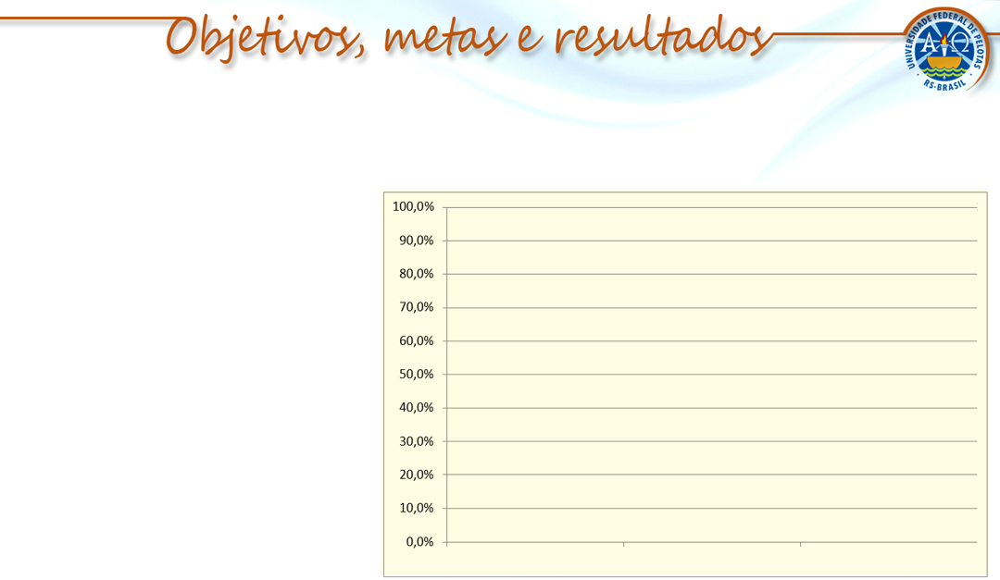 Objetivos, metas e resultados
UNIVERSIDADE FEDERAL DE PELOTAS
ΑΩ
RS-BRASIL
100,0%
90,0%
80,0%
70,0%
60,0%
50,0%
40,0%
30,0%
20,0%
10,0%
0,0%